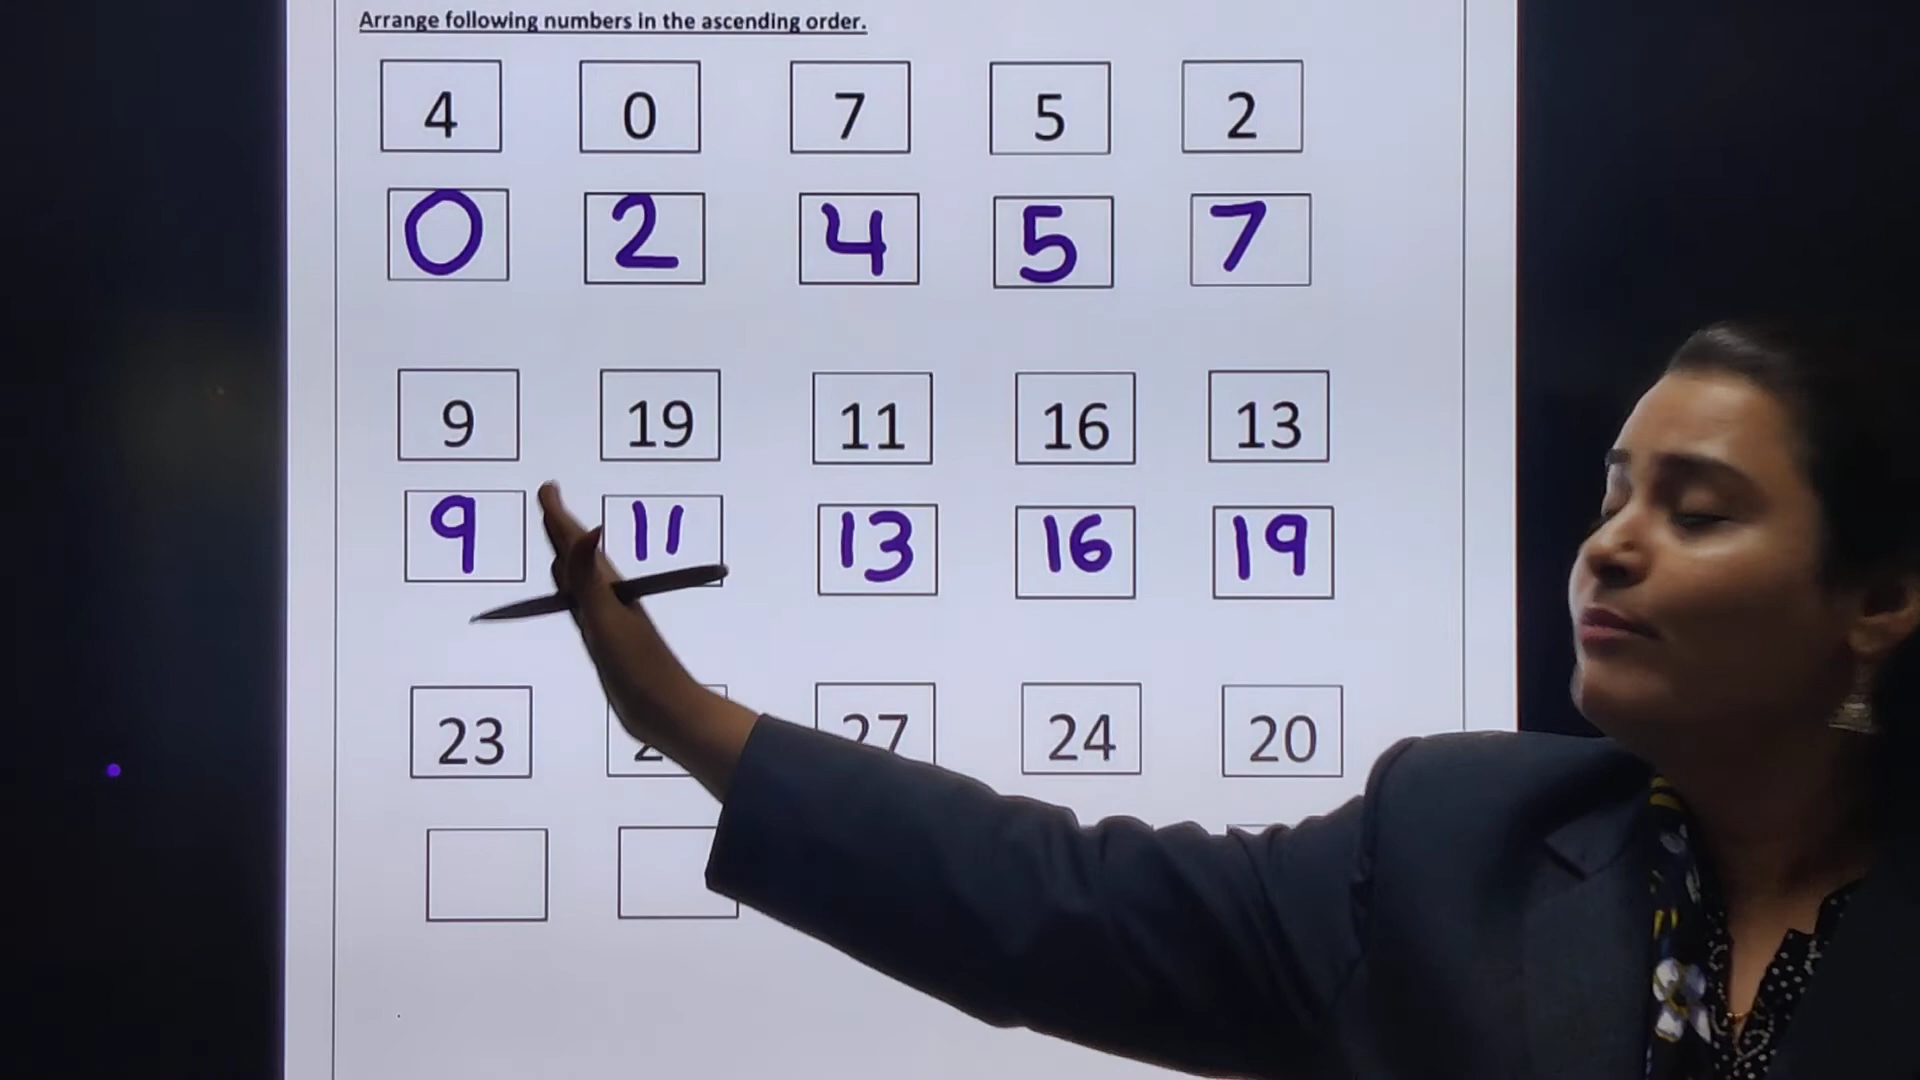 Arrange following numbers in the ascending order.
4 0 7 5 2
0 2 4 5 7
9 19 11 16 13
9 11 13 16 19
23 27 24 20